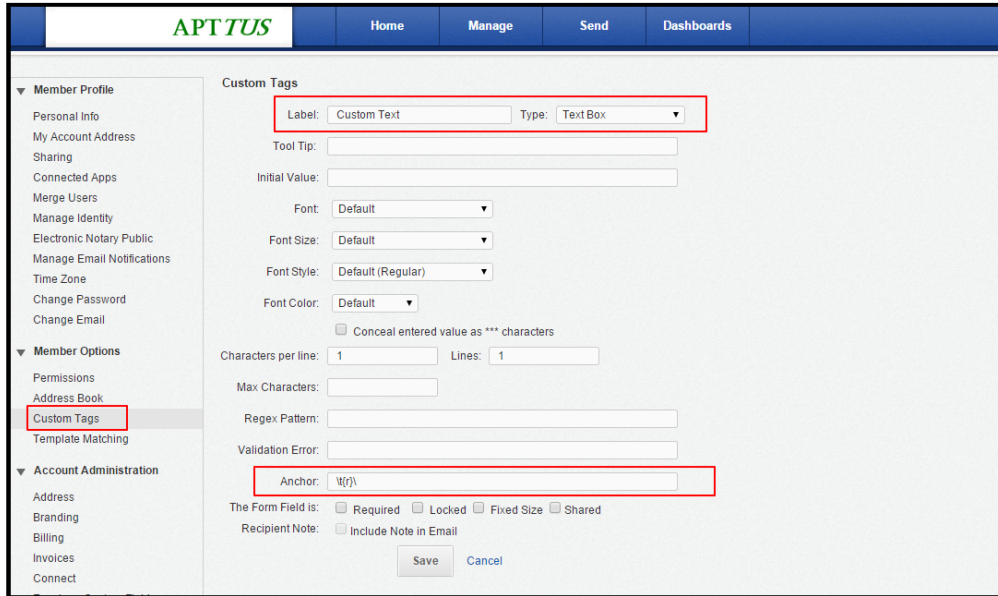 APTTUS Home Manage Send Dashboards
Member Profile
Personal Info
My Account Address
Sharing
Connected Apps
Merge Users
Manage Identity
Electronic Notary Public
Manage Email Notifications
Time Zone
Change Password
Change Email
Member Options
Permissions
Address Book
Custom Tags
Template Matching
Account Administration
Address
Branding
Billing
Invoices
Connect
Custom Tags
Label: Custom Text Type: Text Box
Tool Tip:
Initial Value:
Font: Default
Font Size: Default
Font Style: Default (Regular)
Font Color: Default
Conceal entered value as *** characters
Characters per line: 1 Lines: 1
Max Characters:
Regex Pattern:
Validation Error:
Anchor: \t{r}\
The Form Field is: Required Locked Fixed Size Shared
Recipient Note: Include Note in Email
Save Cancel